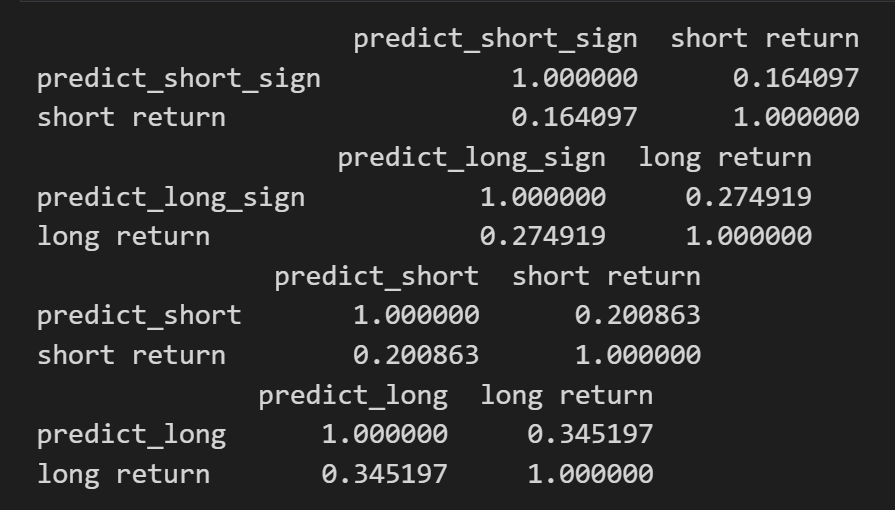 predict_short_sign short return
predict_short_sign 1.000000 0.164097
short return 0.164097 1.000000
predict_long_sign long return
predict_long_sign 1.000000 0.274919
long return 0.274919 1.000000
predict_short short return
predict_short 1.000000 0.200863
short return 0.200863 1.000000
predict_long long return
predict_long 1.000000 0.345197
long return 0.345197 1.000000